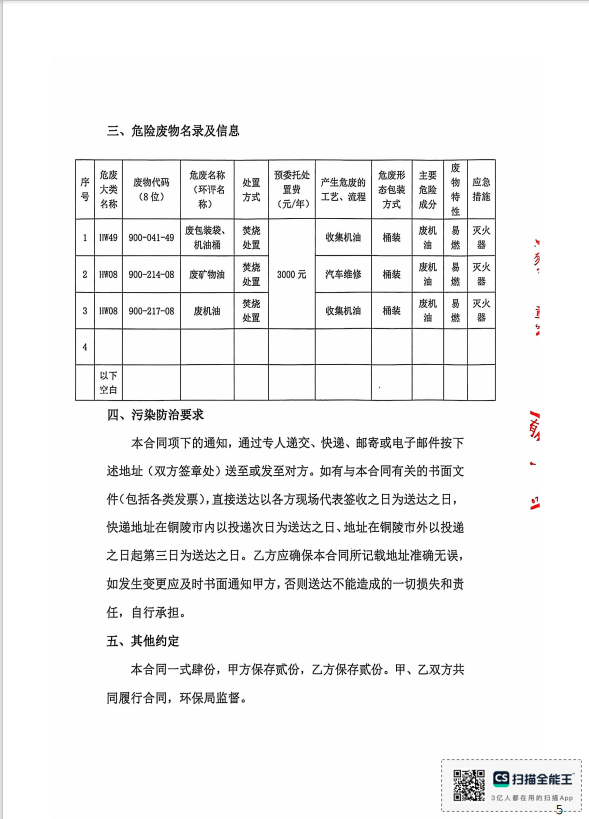 三、危险废物名录及信息
序号 危废大类名称 废物代码（8 位） 危废名称（环评名称） 处置方式 预委托处置费（元/年） 产生危废的工艺、流程 危废形态包装方式 主要危险成分 废物特性 应急措施
1 HW49 900-041-49 废包装袋、机油桶 焚烧处置 3000 元 收集机油 桶装 废机油 易燃 灭火器
2 HW08 900-214-08 废矿物油 焚烧处置 汽车维修 桶装 废机油 易燃 灭火器
3 HW08 900-217-08 废机油 焚烧处置 收集机油 桶装 废机油 易燃 灭火器
4
以下空白
四、污染防治要求
本合同项下的通知，通过专人递交、快递、邮寄或电子邮件按下
述地址（双方签章处）送至或发至对方。如有与本合同有关的书面文
件（包括各类发票），直接送达以各方现场代表签收之日为送达之日，
快递地址在铜陵市内以投递次日为送达之日、地址在铜陵市外以投递
之日起第三日为送达之日。乙方应确保本合同所记载地址准确无误，
如发生变更应及时书面通知甲方，否则送达不能造成的一切损失和责
任，自行承担。
五、其他约定
本合同一式肆份，甲方保存贰份，乙方保存贰份。甲、乙双方共
同履行合同，环保局监督。
CS 扫描全能王
3亿人都在用的扫描App
5